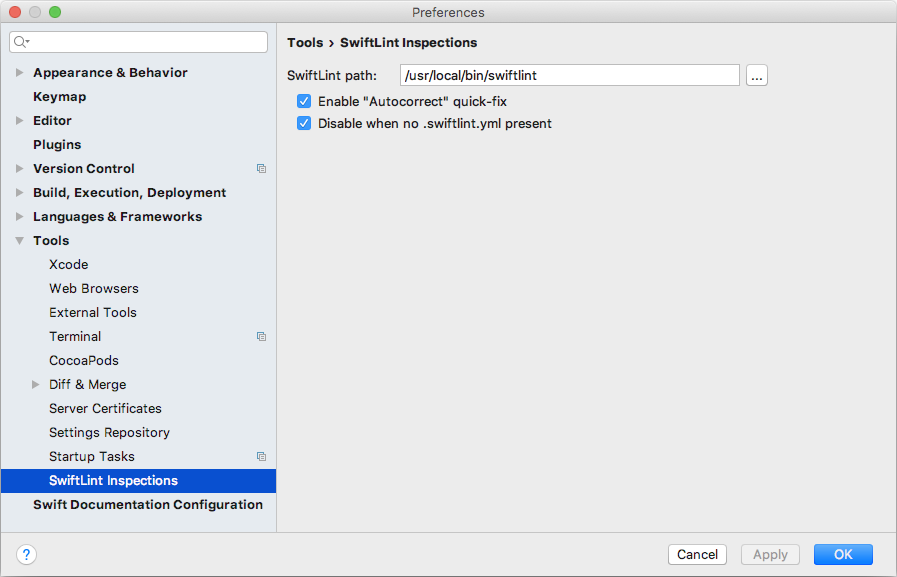 Preferences
Tools › SwiftLint Inspections
SwiftLint path: /usr/local/bin/swiftlint ...
Enable "Autocorrect" quick-fix
Disable when no .swiftlint.yml present
Appearance & Behavior
Keymap
Editor
Plugins
Version Control
Build, Execution, Deployment
Languages & Frameworks
Tools
Xcode
Web Browsers
External Tools
Terminal
CocoaPods
Diff & Merge
Server Certificates
Settings Repository
Startup Tasks
SwiftLint Inspections
Swift Documentation Configuration
? Cancel Apply OK